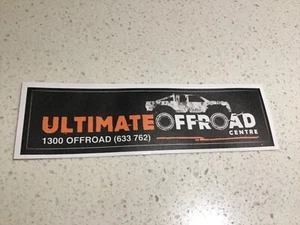 ULTIMATE OFFROAD
CENTRE
1300 OFFROAD (633 762)